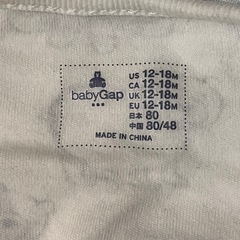 babyGap
US 12-18M
CA 12-18M
UK 12-18M
EU 12-18M
日本 80
中国 80/48
MADE IN CHINA